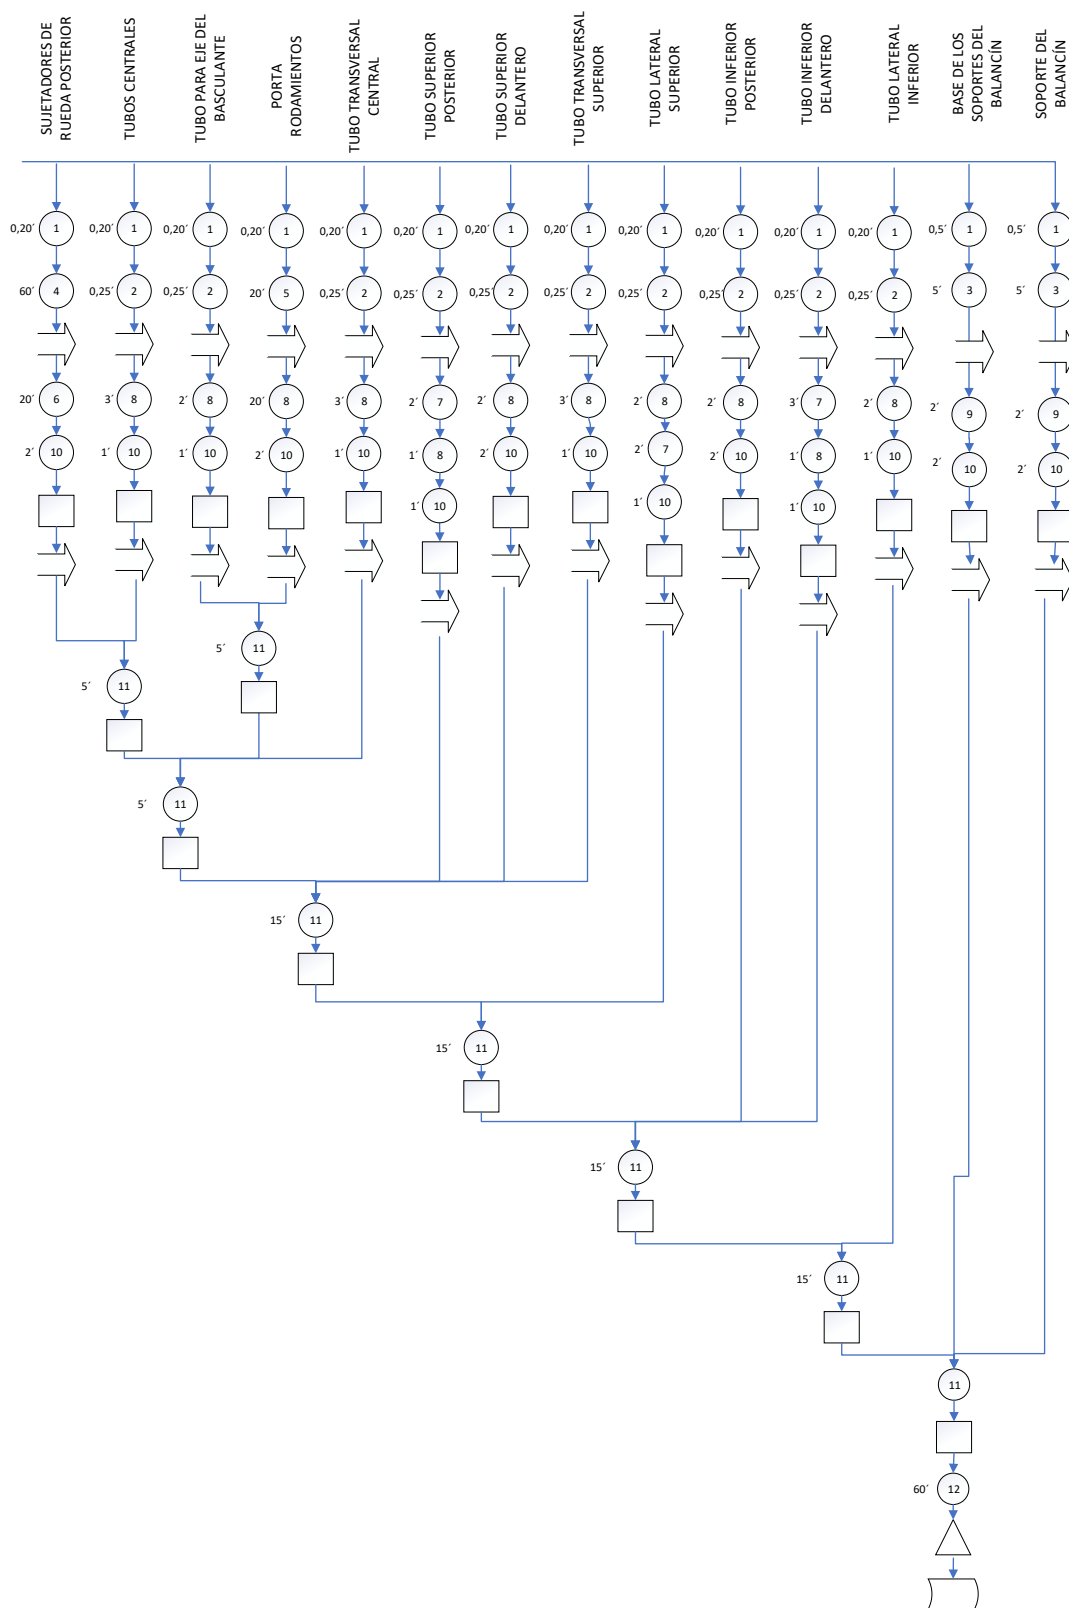 SUJETADORES DE
RUEDA POSTERIOR
TUBOS CENTRALES
TUBO PARA EJE DEL
BASCULANTE
PORTA
RODAMIENTOS
TUBO TRANSVERSAL
CENTRAL
TUBO SUPERIOR
POSTERIOR
TUBO SUPERIOR
DELANTERO
TUBO TRANSVERSAL
SUPERIOR
TUBO LATERAL
SUPERIOR
TUBO INFERIOR
POSTERIOR
TUBO INFERIOR
DELANTERO
TUBO LATERAL
INFERIOR
BASE DE LOS
SOPORTES DEL
BALANCÍN
SOPORTE DEL
BALANCÍN
0,20´ 1 0,20´ 1 0,20´ 1 0,20´ 1 0,20´ 1 0,20´ 1 0,20´ 1 0,20´ 1 0,20´ 1 0,20´ 1 0,20´ 1 0,20´ 1 0,5´ 1 0,5´ 1
60´ 4 0,25´ 2 0,25´ 2 20´ 5 0,25´ 2 0,25´ 2 0,25´ 2 0,25´ 2 0,25´ 2 0,25´ 2 0,25´ 2 0,25´ 2 5´ 3 5´ 3
20´ 6 3´ 8 2´ 8 20´ 8 3´ 8 2´ 7 2´ 8 3´ 8 2´ 8 2´ 8 3´ 7 2´ 8 2´ 9 2´ 9
2´ 10 1´ 10 1´ 10 2´ 10 1´ 10 1´ 8 2´ 10 1´ 10 2´ 7 2´ 10 1´ 8 1´ 10 2´ 10 2´ 10
1´ 10 1´ 10 1´ 10
5´ 11
5´ 11
5´ 11
15´ 11
15´ 11
15´ 11
15´ 11
11
60´ 12